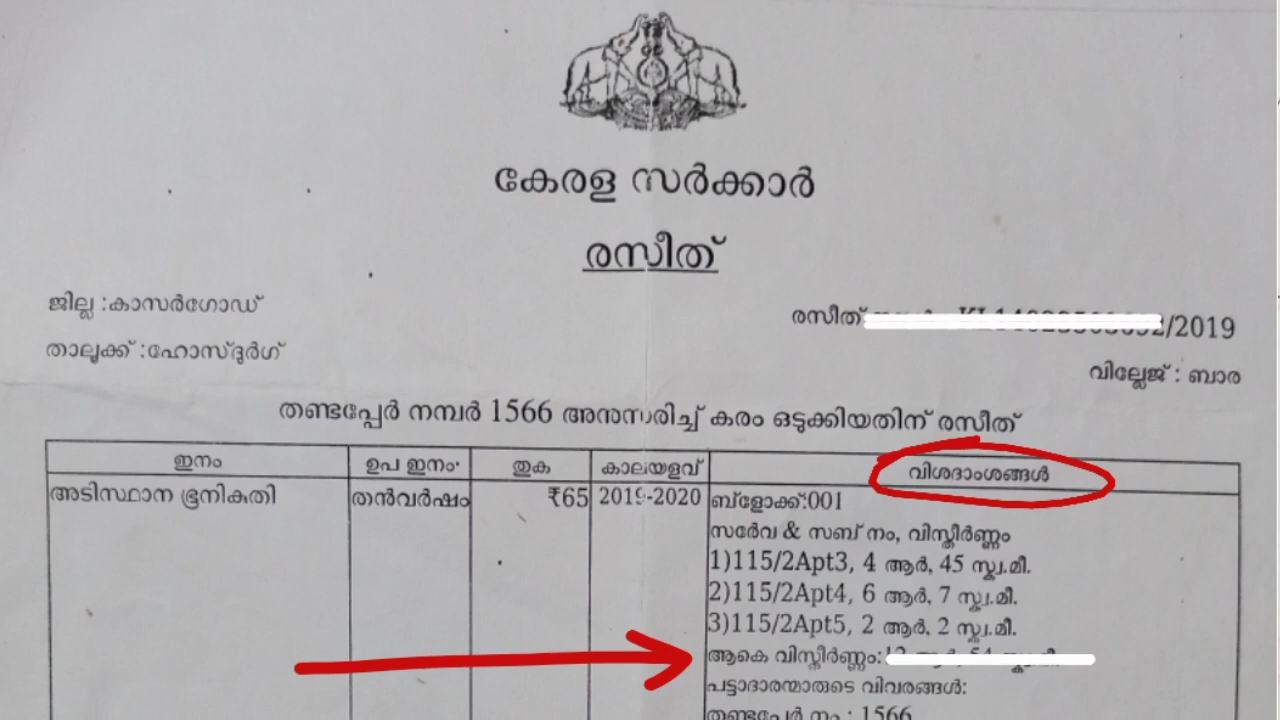 കേരള സർക്കാർ
രസീത്
ജില്ല :കാസർഗോഡ്
രസീത് /2019
താലൂക്ക് :ഹോസ്ദുർഗ്
വില്ലേജ് : ബാര
തണ്ടപ്പേർ നമ്പർ 1566 അനുസരിച്ച് കരം ഒടുക്കിയതിന് രസീത്
ഇനം ഉപ ഇനം തുക കാലയളവ് വിശദാംശങ്ങൾ
അടിസ്ഥാന ഭൂനികുതി തൻവർഷം ₹65 2019-2020 ബ്ളോക്ക്:001
സർവേ & സബ് നം, വിസ്തീർണ്ണം
1)115/2Apt3, 4 ആർ, 45 സ്ക്വ.മീ.
2)115/2Apt4, 6 ആർ, 7 സ്ക്വ.മീ.
3)115/2Apt5, 2 ആർ, 2 സ്ക്വ.മീ.
ആകെ വിസ്തീർണ്ണം:
പട്ടാദാരന്മാരുടെ വിവരങ്ങൾ:
തണ്ടപ്പേർ നം : 1566